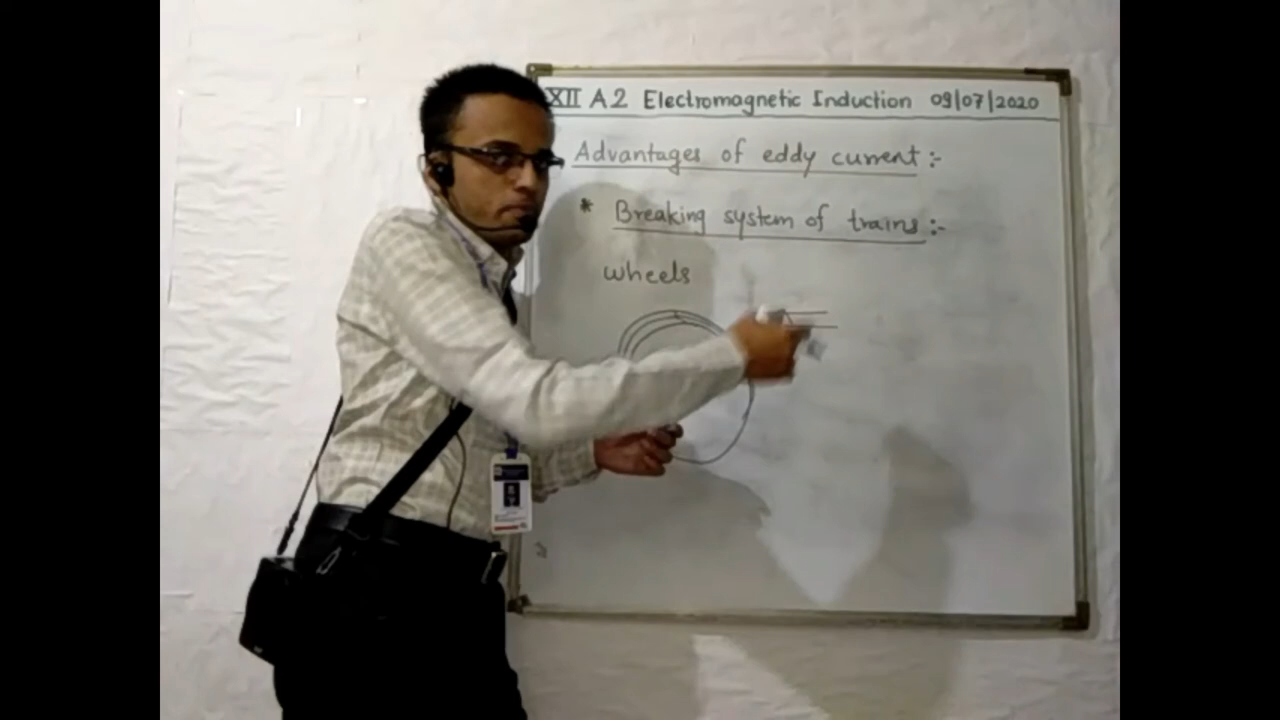 XII A2 Electromagnetic Induction 09/07/2020
Advantages of eddy current :-
* Breaking system of trains :-
wheels